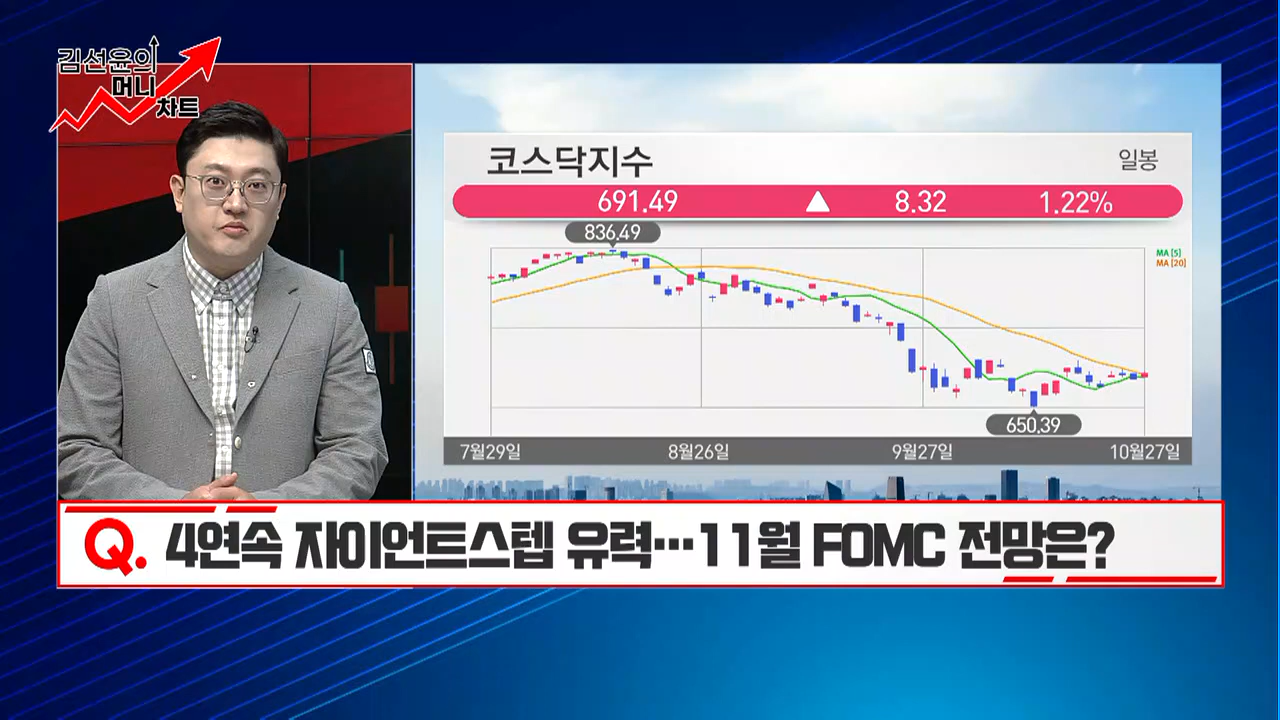 김선윤의
머니
차트
코스닥지수
일봉
691.49 ▲ 8.32 1.22%
836.49
MA [5]
MA [20]
650.39
7월29일 8월26일 9월27일 10월27일
Q. 4연속 자이언트스텝 유력…11월 FOMC 전망은?